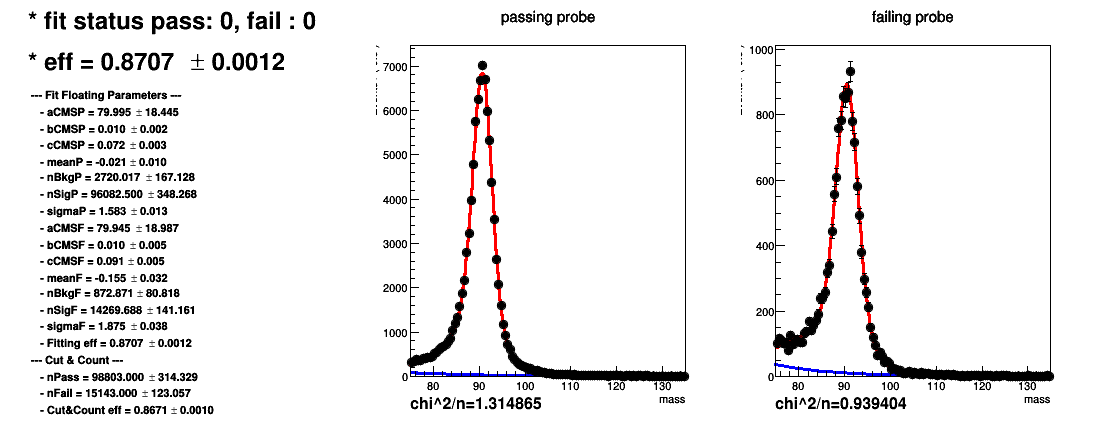 * fit status pass: 0, fail : 0
* eff = 0.8707 ± 0.0012
--- Fit Floating Parameters ---
- aCMSP = 79.995 ± 18.445
- bCMSP = 0.010 ± 0.002
- cCMSP = 0.072 ± 0.003
- meanP = -0.021 ± 0.010
- nBkgP = 2720.017 ± 167.128
- nSigP = 96082.500 ± 348.268
- sigmaP = 1.583 ± 0.013
- aCMSF = 79.945 ± 18.987
- bCMSF = 0.010 ± 0.005
- cCMSF = 0.091 ± 0.005
- meanF = -0.155 ± 0.032
- nBkgF = 872.871 ± 80.818
- nSigF = 14269.688 ± 141.161
- sigmaF = 1.875 ± 0.038
- Fitting eff = 0.8707 ± 0.0012
--- Cut & Count ---
- nPass = 98803.000 ± 314.329
- nFail = 15143.000 ± 123.057
- Cut&Count eff = 0.8671 ± 0.0010
passing probe
7000
6000
5000
4000
3000
2000
1000
0
80 90 100 110 120 130
mass
chi^2/n=1.314865
failing probe
1000
800
600
400
200
0
80 90 100 110 120 130
mass
chi^2/n=0.939404